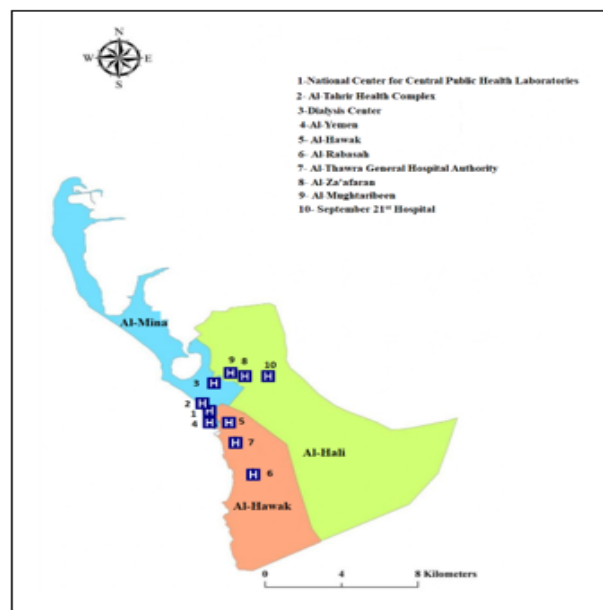 N
W E
S
1-National Center for Central Public Health Laboratories
2- Al-Tahrir Health Complex
3-Dialysis Center
4-Al-Yemen
5- Al-Hawak
6- Al-Rabasah
7- Al-Thawra General Hospital Authority
8- Al-Za'afaran
9- Al-Mughtaribeen
10- September 21st Hospital
Al-Mina
9 8 10
H H H
3 H
2 H
1 H
4 H H 5
H 7
Al-Hali
H 6
Al-Hawak
0 4 8 Kilometers